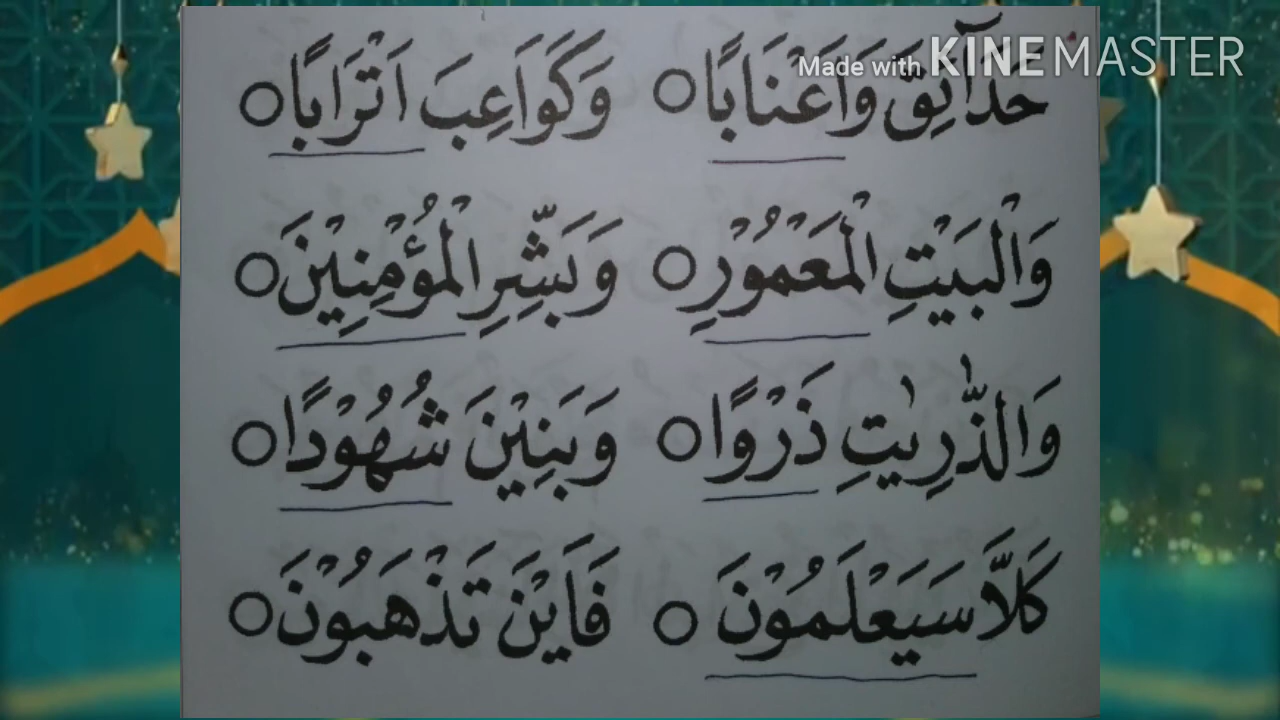 Made with KINEMASTER
حَدَآئِقَ وَاَعْنَابًا ○ وَكَوَاعِبَ اَتْرَابًا ○
وَالْبَيْتِ الْمَعْمُوْرِ ○ وَبَشِّرِ الْمُؤْمِنِيْنَ ○
وَالذّٰرِيٰتِ ذَرْوًا ○ وَبَنِيْنَ شُهُوْدًا ○
كَلَّا سَيَعْلَمُوْنَ ○ فَاَيْنَ تَذْهَبُوْنَ ○